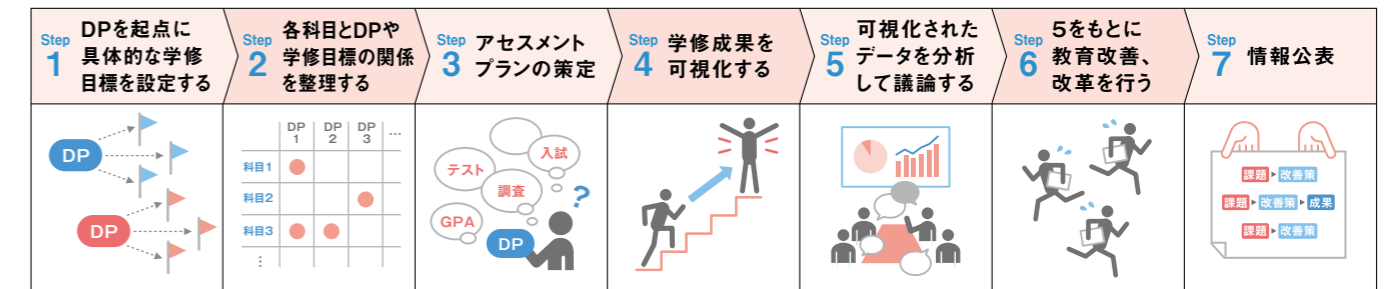 Step 1
DPを起点に
具体的な学修
目標を設定する
Step 2
各科目とDPや
学修目標の関係
を整理する
Step 3
アセスメント
プランの策定
Step 4
学修成果を
可視化する
Step 5
可視化された
データを分析
して議論する
Step 6
5をもとに
教育改善、
改革を行う
Step 7
情報公表
DP
DP
DP 1 DP 2 DP 3 …
科目1
科目2
科目3
⋮
入試
テスト
調査
GPA
?
DP
課題▶改善策
課題▶改善策▶成果
課題▶改善策